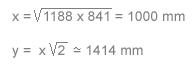 x = √1188 x 841 = 1000 mm
y = x√2 ≃ 1414 mm